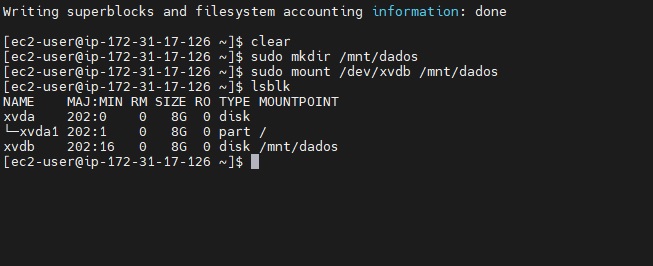 Writing superblocks and filesystem accounting information: done
[ec2-user@ip-172-31-17-126 ~]$ clear
[ec2-user@ip-172-31-17-126 ~]$ sudo mkdir /mnt/dados
[ec2-user@ip-172-31-17-126 ~]$ sudo mount /dev/xvdb /mnt/dados
[ec2-user@ip-172-31-17-126 ~]$ lsblk
NAME    MAJ:MIN RM SIZE RO TYPE MOUNTPOINT
xvda    202:0    0   8G  0 disk
└─xvda1 202:1    0   8G  0 part /
xvdb    202:16   0   8G  0 disk /mnt/dados
[ec2-user@ip-172-31-17-126 ~]$